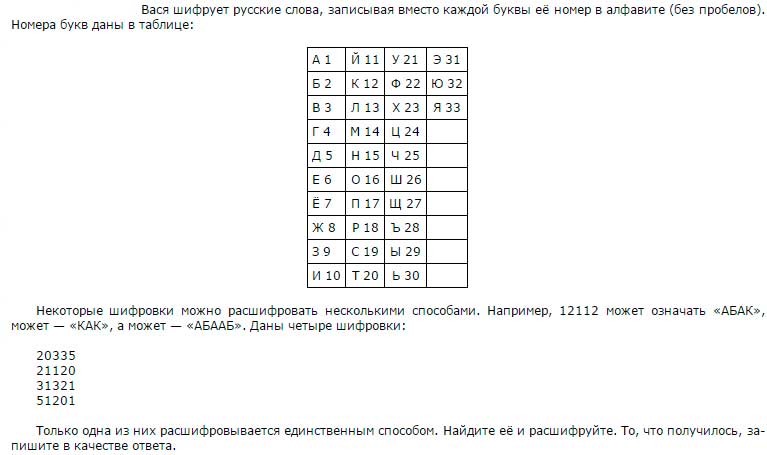 Вася шифрует русские слова, записывая вместо каждой буквы её номер в алфавите (без пробелов).
Номера букв даны в таблице:
А 1 Й 11 У 21 Э 31
Б 2 К 12 Ф 22 Ю 32
В 3 Л 13 Х 23 Я 33
Г 4 М 14 Ц 24
Д 5 Н 15 Ч 25
Е 6 О 16 Ш 26
Ё 7 П 17 Щ 27
Ж 8 Р 18 Ъ 28
З 9 С 19 Ы 29
И 10 Т 20 Ь 30
Некоторые шифровки можно расшифровать несколькими способами. Например, 12112 может означать «АБАК»,
может — «КАК», а может — «АБААБ». Даны четыре шифровки:
20335
21120
31321
51201
Только одна из них расшифровывается единственным способом. Найдите её и расшифруйте. То, что получилось, за-
пишите в качестве ответа.